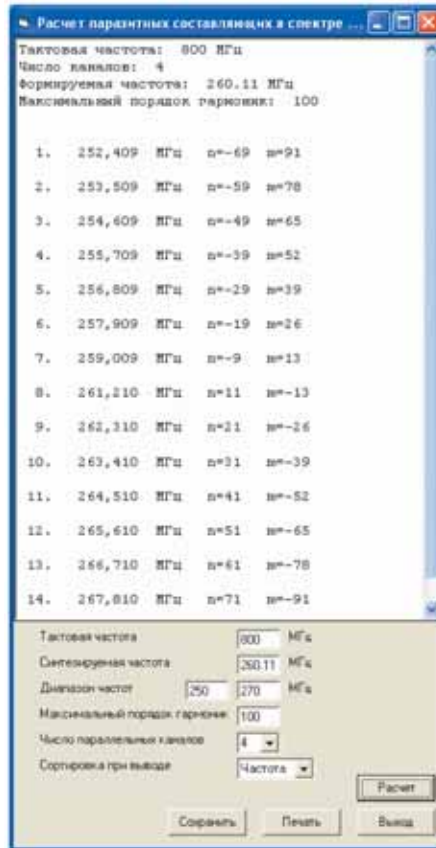 Расчет паразитных составляющих в спектре ...
Тактовая частота: 800 МГц
Число каналов: 4
Формируемая частота: 260.11 МГц
Максимальный порядок гармоник: 100
1. 252,409 МГц n=-69 m=91
2. 253,509 МГц n=-59 m=78
3. 254,609 МГц n=-49 m=65
4. 255,709 МГц n=-39 m=52
5. 256,809 МГц n=-29 m=39
6. 257,909 МГц n=-19 m=26
7. 259,009 МГц n=-9 m=13
8. 261,210 МГц n=11 m=-13
9. 262,310 МГц n=21 m=-26
10. 263,410 МГц n=31 m=-39
11. 264,510 МГц n=41 m=-52
12. 265,610 МГц n=51 m=-65
13. 266,710 МГц n=61 m=-78
14. 267,810 МГц n=71 m=-91
Тактовая частота 800 МГц
Синтезируемая частота 260.11 МГц
Диапазон частот 250 270 МГц
Максимальный порядок гармоник 100
Число параллельных каналов 4
Сортировка при выводе Частота
Расчет
Сохранить Печать Выход